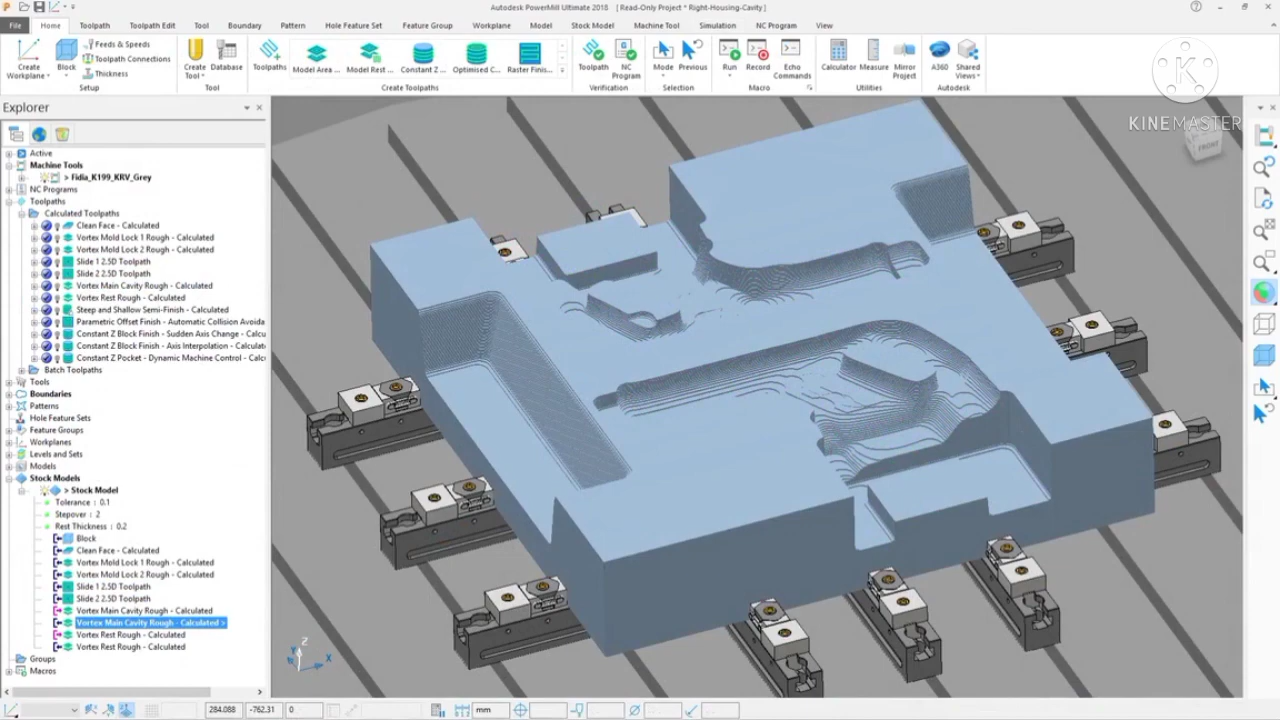 Autodesk PowerMill Ultimate 2018 [ Read-Only Project * Right-Housing-Cavity ]
File Home Toolpath Toolpath Edit Tool Boundary Pattern Hole Feature Set Feature Group Workplane Model Stock Model Machine Tool Simulation NC Program View
Create Workplane Block Feeds & Speeds Toolpath Connections Thickness
Create Tool Database
Toolpaths Model Area ... Model Rest ... Constant Z ... Optimised C... Raster Finis...
Toolpath NC Program
Mode Previous
Run Record Echo Commands
Calculator Measure Mirror Project
A360 Shared Views
Setup Tool Create Toolpaths Verification Selection Macro Utilities Autodesk
K
KINEMASTER
FRONT
Explorer
Active
Machine Tools
> Fidia_K199_KRV_Grey
NC Programs
Toolpaths
Calculated Toolpaths
Clean Face - Calculated
Vortex Mold Lock 1 Rough - Calculated
Vortex Mold Lock 2 Rough - Calculated
Slide 1 2.5D Toolpath
Slide 2 2.5D Toolpath
Vortex Main Cavity Rough - Calculated
Vortex Rest Rough - Calculated
Steep and Shallow Semi-Finish - Calculated
Parametric Offset Finish - Automatic Collision Avoida
Constant Z Block Finish - Sudden Axis Change - Calcu
Constant Z Block Finish - Axis Interpolation - Calculate
Constant Z Pocket - Dynamic Machine Control - Calc
Batch Toolpaths
Tools
Boundaries
Patterns
Hole Feature Sets
Feature Groups
Workplanes
Levels and Sets
Models
Stock Models
> Stock Model
Tolerance : 0.1
Stepover : 2
Rest Thickness : 0.2
Block
Clean Face - Calculated
Vortex Mold Lock 1 Rough - Calculated
Vortex Mold Lock 2 Rough - Calculated
Slide 1 2.5D Toolpath
Slide 2 2.5D Toolpath
Vortex Main Cavity Rough - Calculated
Vortex Main Cavity Rough - Calculated >
Vortex Rest Rough - Calculated
Vortex Rest Rough - Calculated
Groups
Macros
Z
Y
X
284.088 -762.31 0 mm